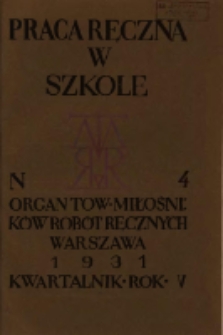 PRACA RĘCZNA
W
SZKOLE
N 4
ORGAN TOW· MIŁOŚNI-
KÓW ROBÓT RĘCZNYCH
WARSZAWA
1931
KWARTALNIK·ROK·V